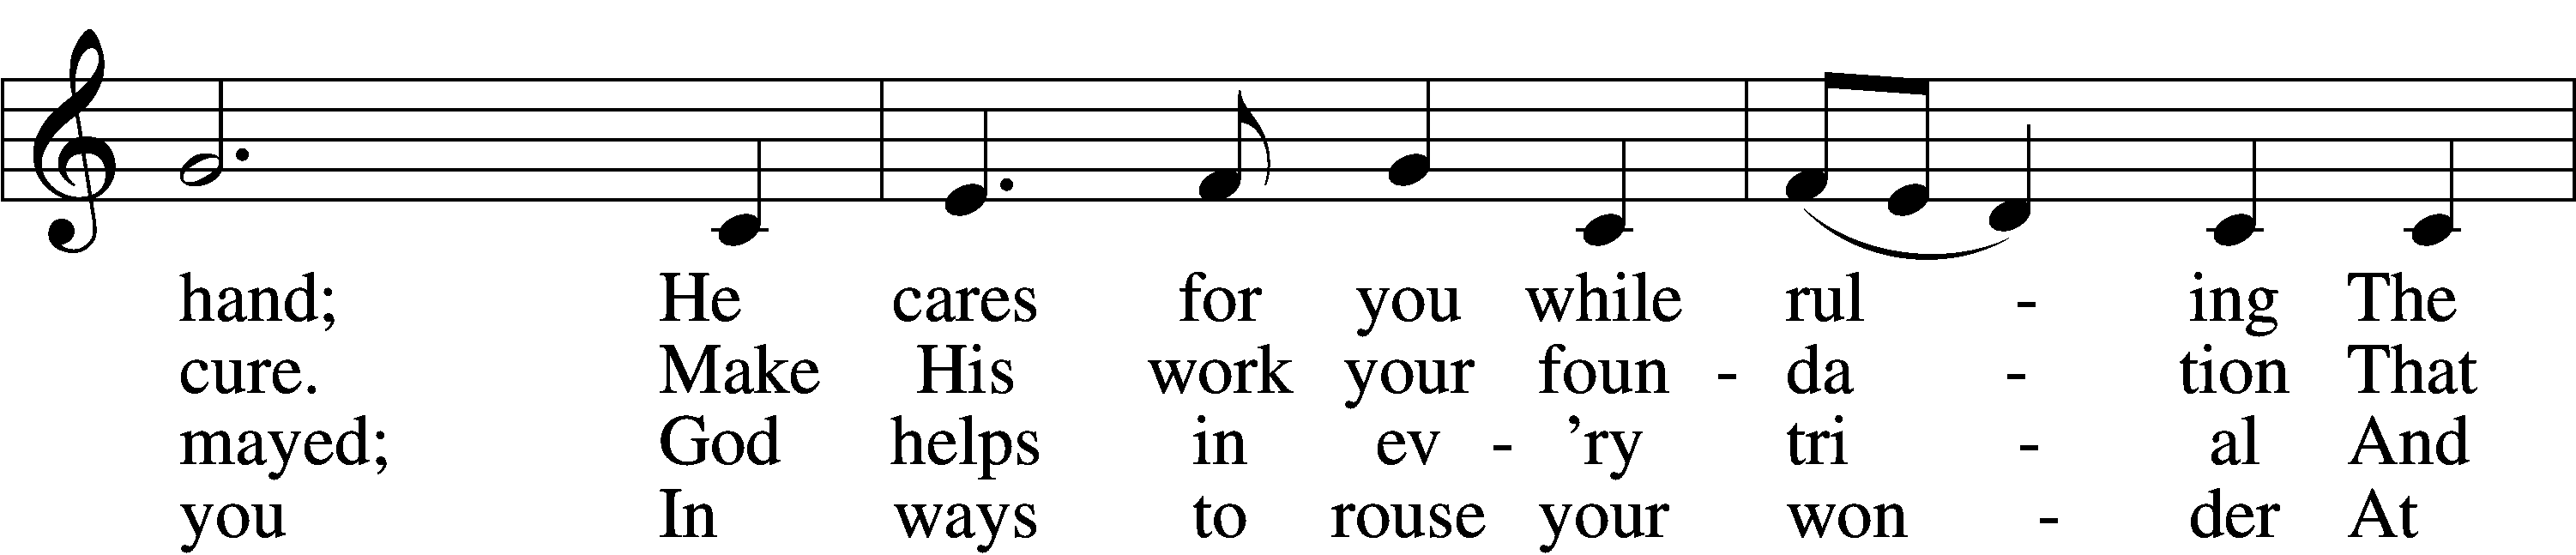 hand; He cares for you while rul - ing The
cure. Make His work your foun - da - tion That
mayed; God helps in ev - ’ry tri - al And
you In ways to rouse your won - der At